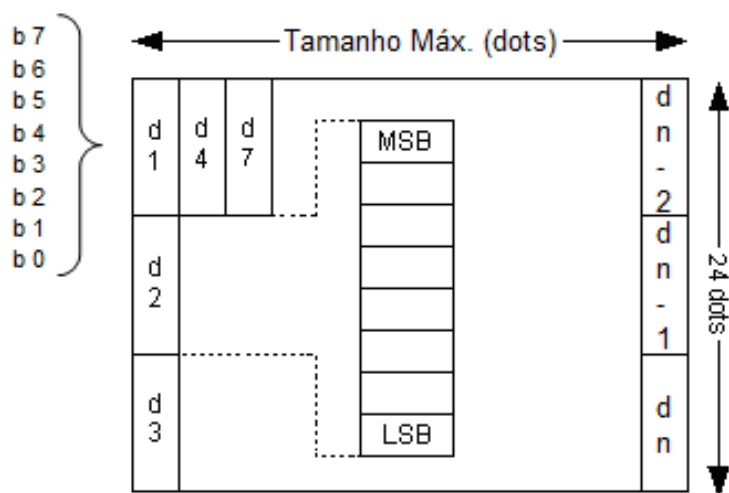 Tamanho Máx. (dots)
b 7
b 6
b 5
b 4
b 3
b 2
b 1
b 0
d 1
d 4
d 7
MSB
LSB
d 2
d 3
d n - 2
d n - 1
d n
24 dots